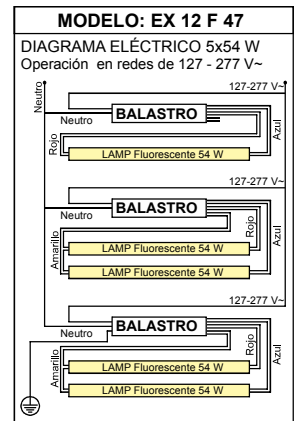 MODELO: EX 12 F 47
DIAGRAMA ELÉCTRICO 5x54 W
Operación en redes de 127 - 277 V~
Neutro
127-277 V~
Neutro
BALASTRO
Rojo
Azul
LAMP Fluorescente 54 W
127-277 V~
BALASTRO
Neutro
Amarillo
Rojo
Azul
LAMP Fluorescente 54 W
LAMP Fluorescente 54 W
127-277 V~
BALASTRO
Neutro
Amarillo
Rojo
Azul
LAMP Fluorescente 54 W
LAMP Fluorescente 54 W